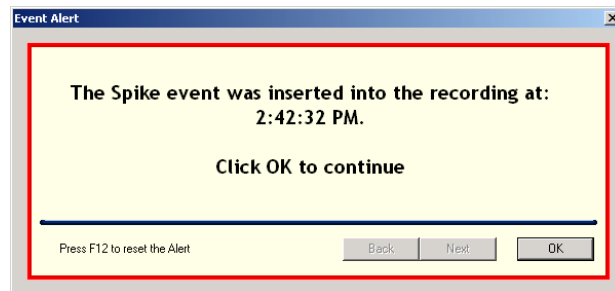 Event Alert
The Spike event was inserted into the recording at:
2:42:32 PM.
Click OK to continue
Press F12 to reset the Alert
Back
Next
OK